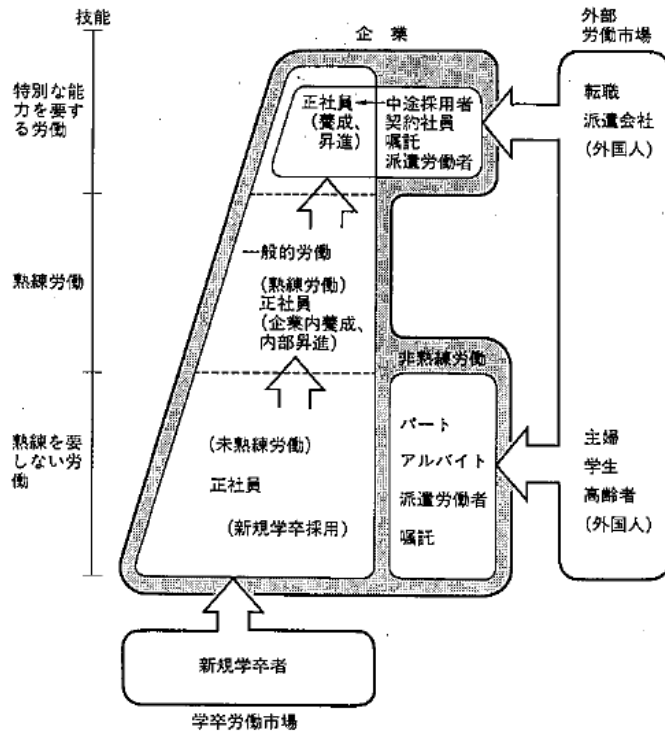 技能
企 業
外部
労働市場
特別な能
力を要す
る労働
正社員
(養成、
昇進)
中途採用者
契約社員
嘱託
派遣労働者
転職
派遣会社
(外国人)
熟練労働
一般的労働
(熟練労働)
正社員
(企業内養成、
内部昇進)
非熟練労働
熟練を要
しない労
働
(未熟練労働)
正社員
(新規学卒採用)
パート
アルバイト
派遣労働者
嘱託
主婦
学生
高齢者
(外国人)
新規学卒者
学卒労働市場